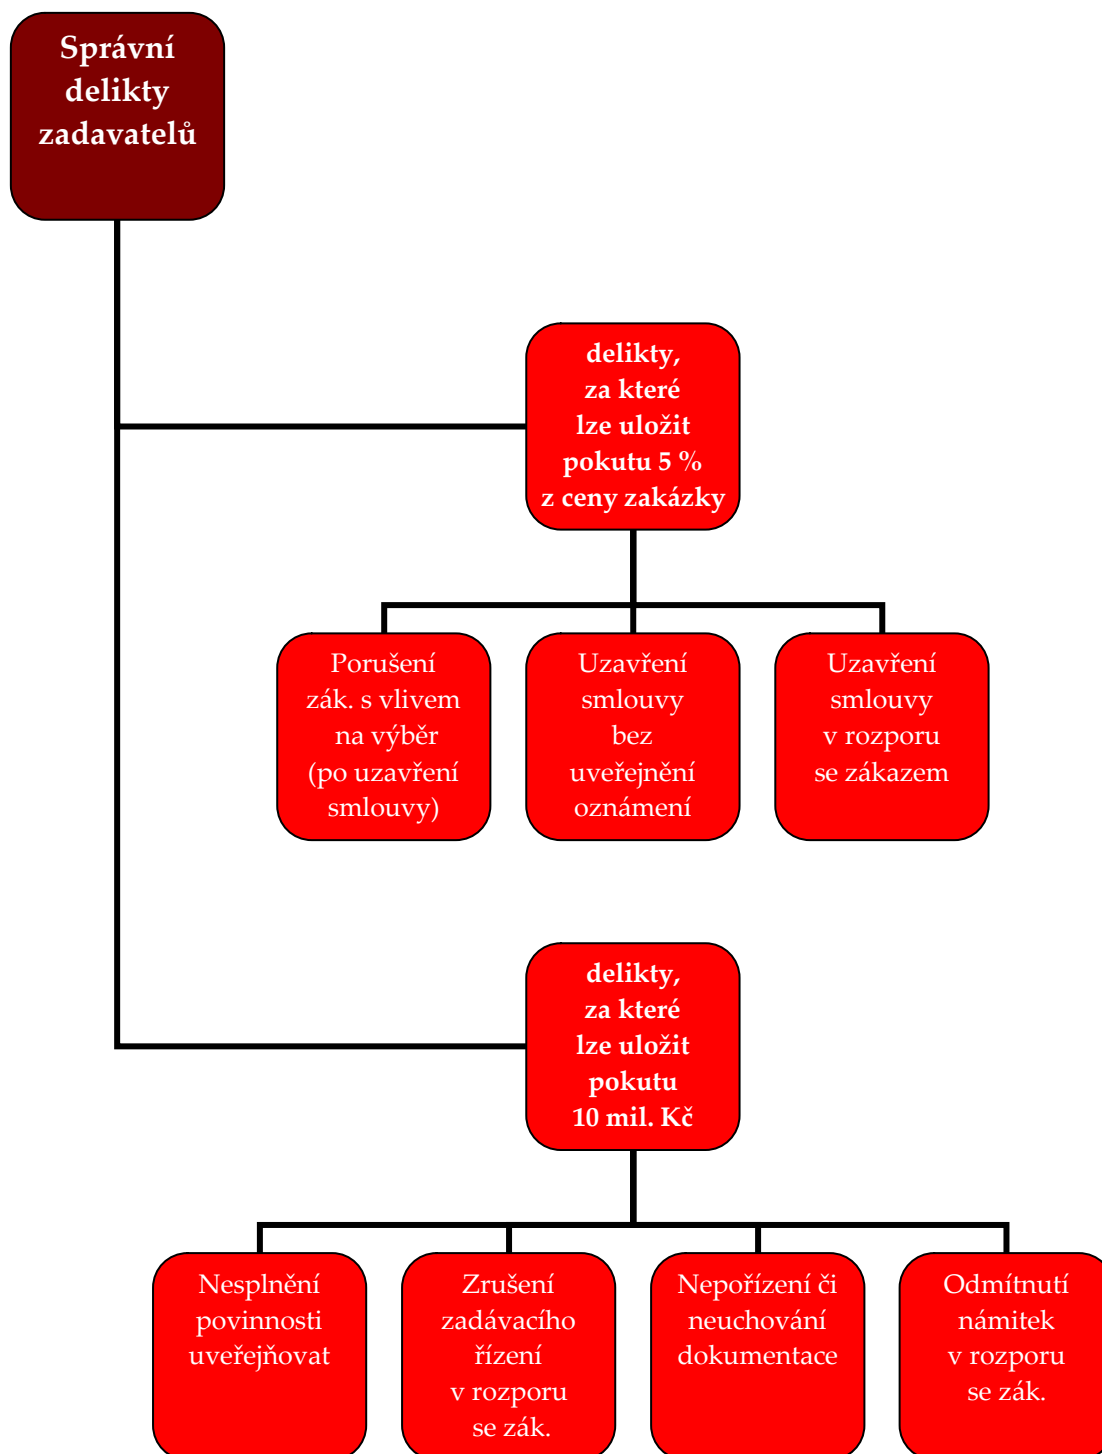 Správní
delikty
zadavatelů
delikty,
za které
lze uložit
pokutu 5 %
z ceny zakázky
Porušení
zák. s vlivem
na výběr
(po uzavření
smlouvy)
Uzavření
smlouvy
bez
uveřejnění
oznámení
Uzavření
smlouvy
v rozporu
se zákazem
delikty,
za které
lze uložit
pokutu
10 mil. Kč
Nesplnění
povinnosti
uveřejňovat
Zrušení
zadávacího
řízení
v rozporu
se zák.
Nepořízení či
neuchování
dokumentace
Odmítnutí
námitek
v rozporu
se zák.